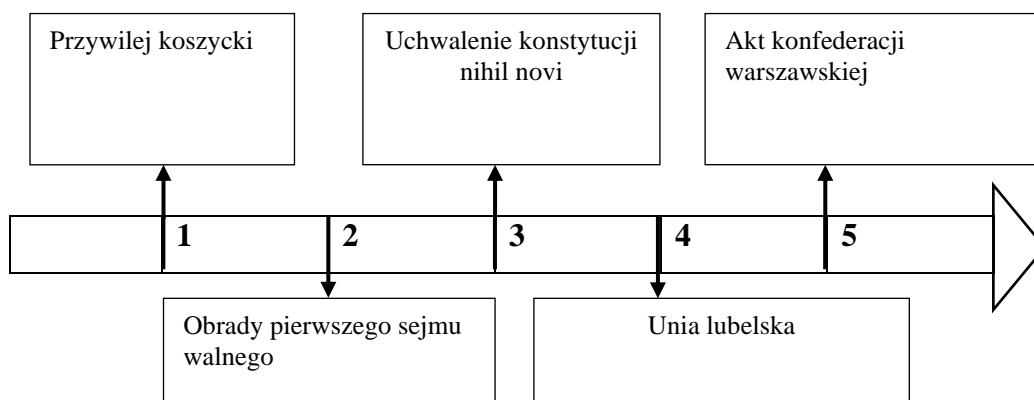 Przywilej koszycki
Uchwalenie konstytucji
nihil novi
Akt konfederacji
warszawskiej
1
2
3
4
5
Obrady pierwszego sejmu
walnego
Unia lubelska